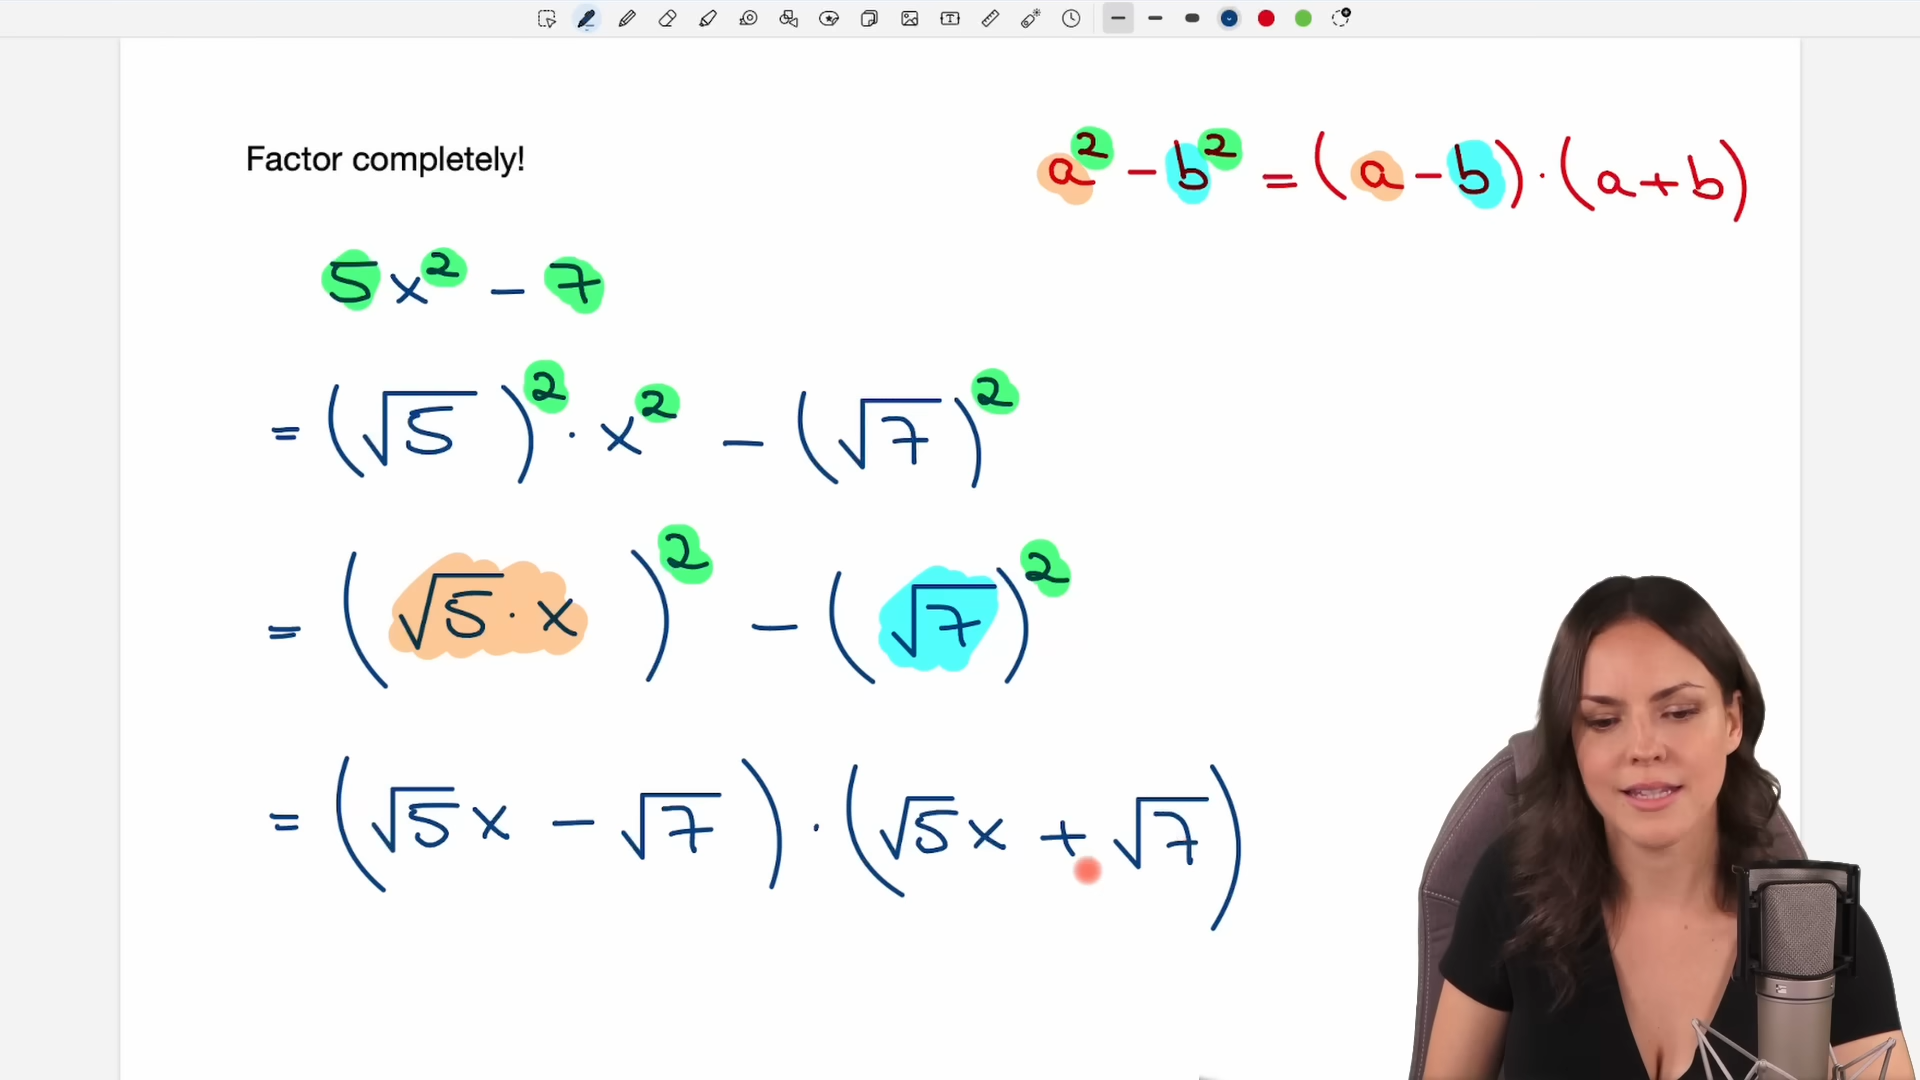 Factor completely!
a² - b² = (a - b) · (a + b)
5x² - 7
= (√5)² · x² - (√7)²
= (√5 · x)² - (√7)²
= (√5x - √7) · (√5x + √7)